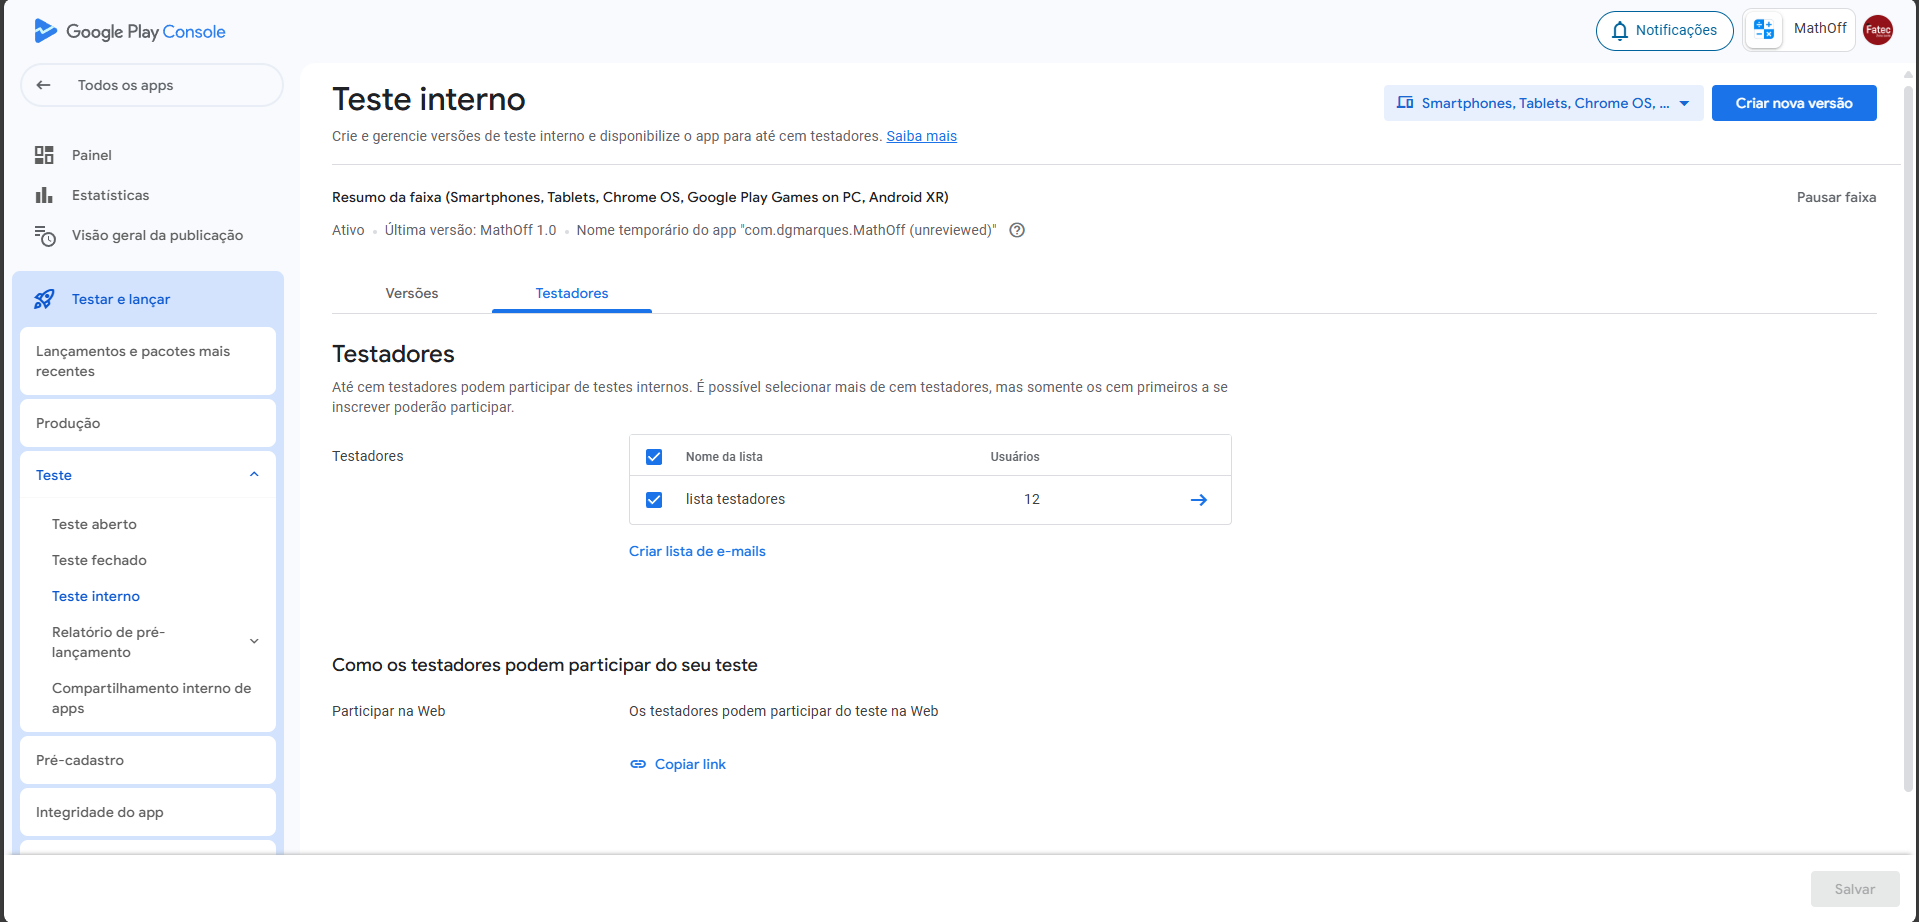 Google Play Console
Notificações
MathOff
Fatec
Todos os apps
Painel
Estatísticas
Visão geral da publicação
Testar e lançar
Lançamentos e pacotes mais
recentes
Produção
Teste
Teste aberto
Teste fechado
Teste interno
Relatório de pré-
lançamento
Compartilhamento interno de
apps
Pré-cadastro
Integridade do app
Teste interno
Smartphones, Tablets, Chrome OS, ...
Criar nova versão
Crie e gerencie versões de teste interno e disponibilize o app para até cem testadores. Saiba mais
Resumo da faixa (Smartphones, Tablets, Chrome OS, Google Play Games on PC, Android XR)
Pausar faixa
Ativo • Última versão: MathOff 1.0 • Nome temporário do app "com.dgmarques.MathOff (unreviewed)"
Versões
Testadores
Testadores
Até cem testadores podem participar de testes internos. É possível selecionar mais de cem testadores, mas somente os cem primeiros a se
inscrever poderão participar.
Testadores
Nome da lista Usuários
lista testadores 12
Criar lista de e-mails
Como os testadores podem participar do seu teste
Participar na Web
Os testadores podem participar do teste na Web
Copiar link
Salvar